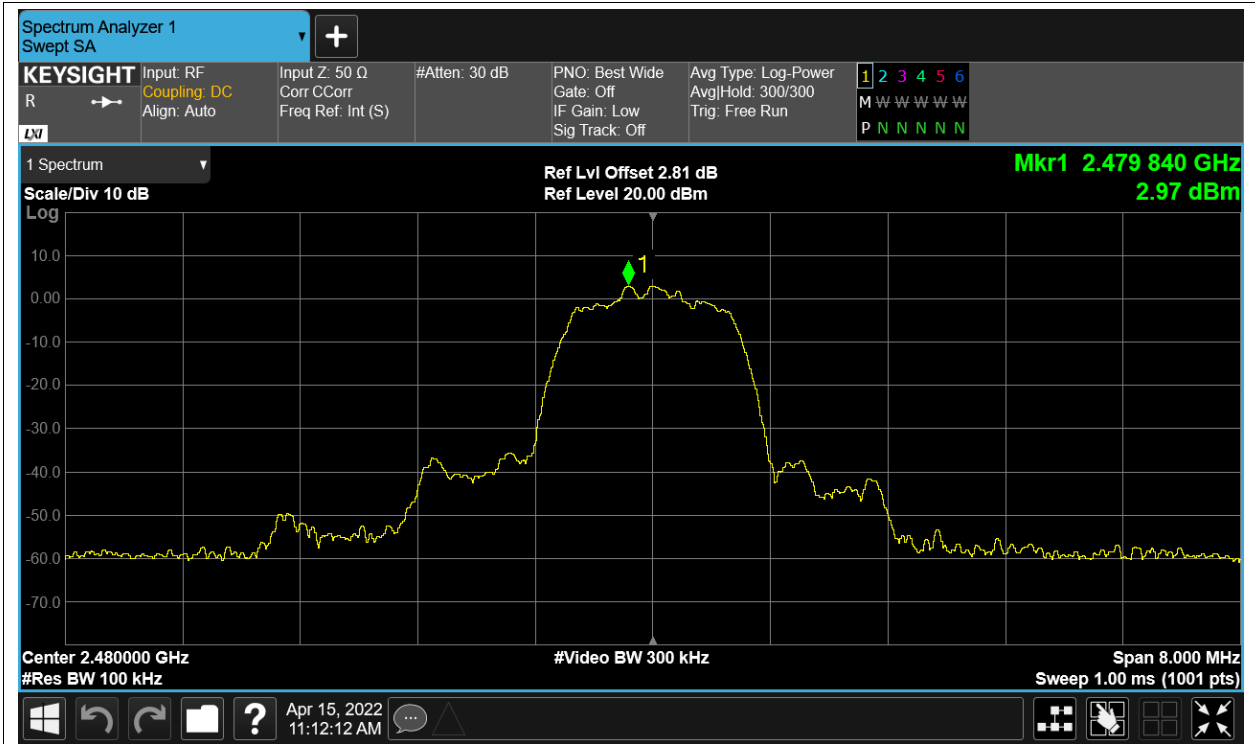 Spectrum Analyzer 1
Swept SA
KEYSIGHT
R
LXI
Input: RF
Coupling: DC
Align: Auto
Input Z: 50 Ω
Corr CCorr
Freq Ref: Int (S)
#Atten: 30 dB
PNO: Best Wide
Gate: Off
IF Gain: Low
Sig Track: Off
Avg Type: Log-Power
Avg|Hold: 300/300
Trig: Free Run
1 2 3 4 5 6
M W W W W W
P N N N N N
1 Spectrum
Scale/Div 10 dB
Log
Ref Lvl Offset 2.81 dB
Ref Level 20.00 dBm
Mkr1 2.479 840 GHz
2.97 dBm
1
10.0
0.00
-10.0
-20.0
-30.0
-40.0
-50.0
-60.0
-70.0
Center 2.480000 GHz
#Res BW 100 kHz
#Video BW 300 kHz
Span 8.000 MHz
Sweep 1.00 ms (1001 pts)
?
Apr 15, 2022
11:12:12 AM